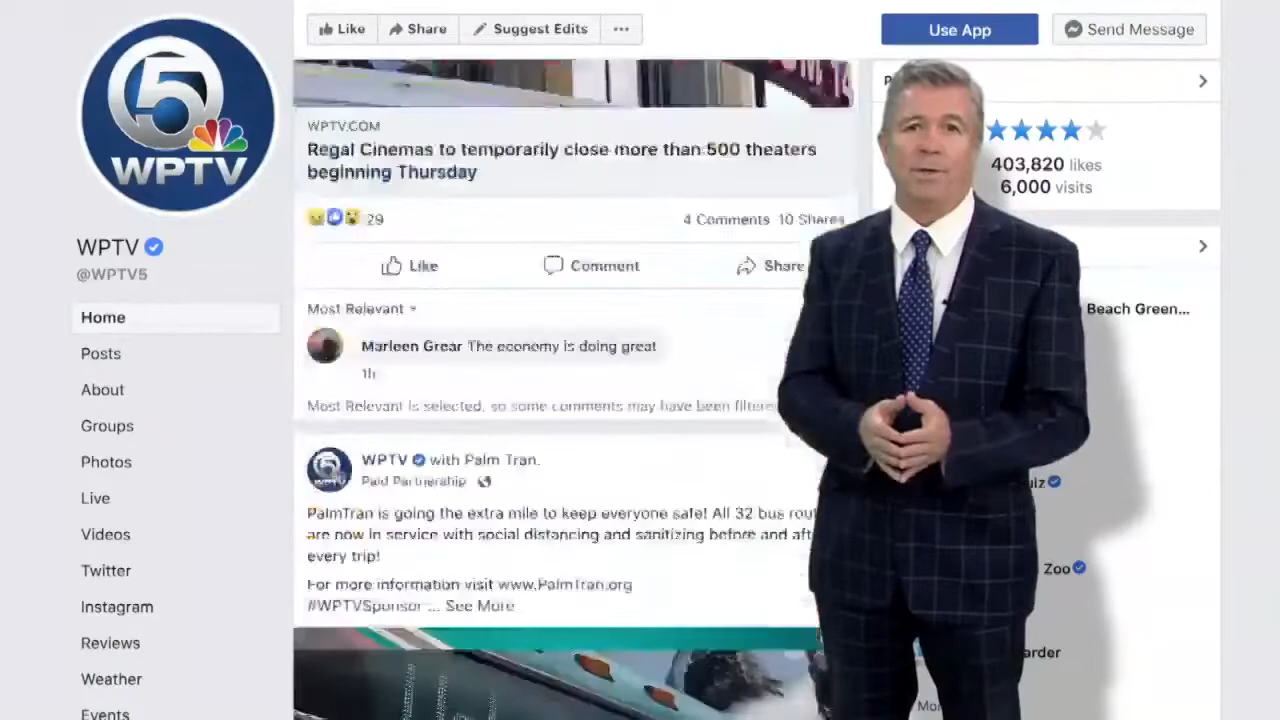 Like
Share
Suggest Edits
Use App
Send Message
5
WPTV
WPTV
@WPTV5
Home
Posts
About
Groups
Photos
Live
Videos
Twitter
Instagram
Reviews
Weather
Events
WPTV.COM
Regal Cinemas to temporarily close more than 500 theaters
beginning Thursday
29
4 Comments 10 Shares
Like
Comment
Share
Most Relevant
Marleen Grear The economy is doing great
1h
Most Relevant is selected, so some comments may have been filtere
WPTV with Palm Tran.
Paid Partnership
PalmTran is going the extra mile to keep everyone safe! All 32 bus rou
are now in service with social distancing and sanitizing before and aft
every trip!
For more information visit www.PalmTran.org
#WPTVSponsor ... See More
403,820 likes
6,000 visits
Beach Green...
Zoo